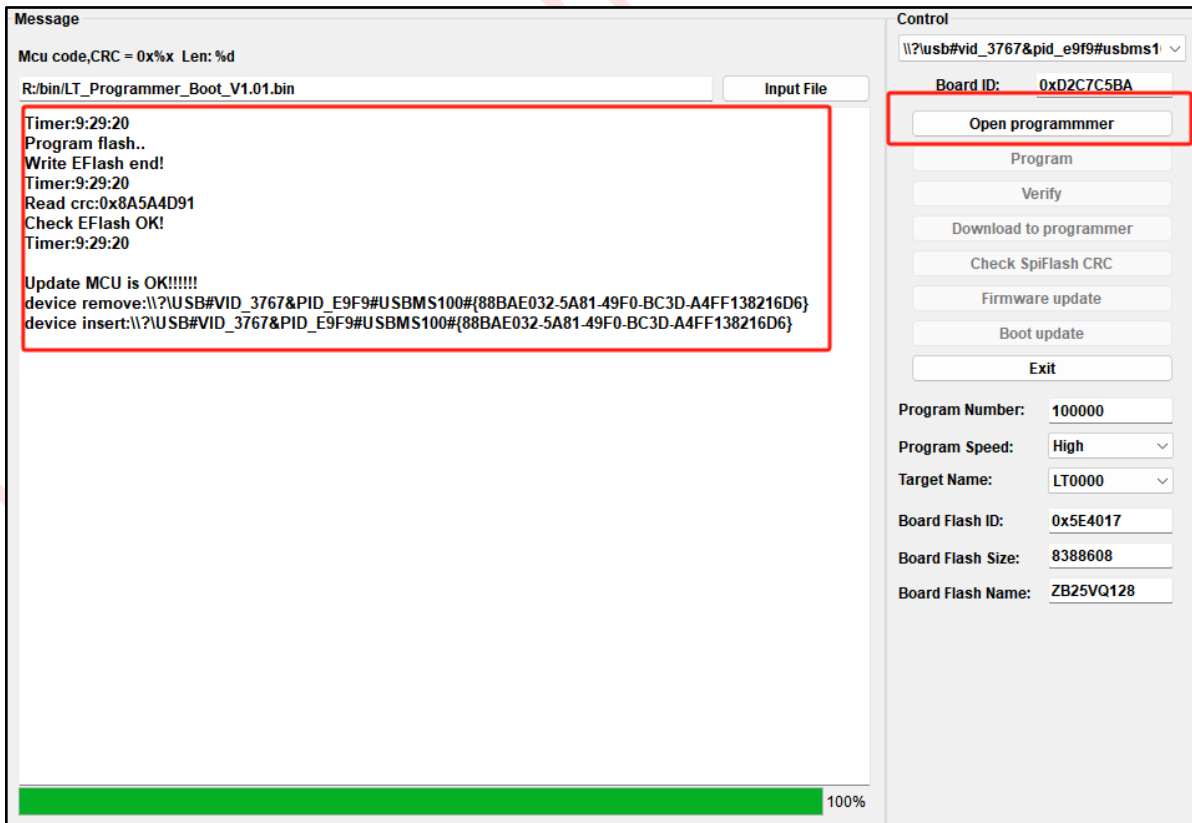 Message
Mcu code,CRC = 0x%x  Len: %d
R:/bin/LT_Programmer_Boot_V1.01.bin
Input File
Timer:9:29:20
Program flash..
Write EFlash end!
Timer:9:29:20
Read crc:0x8A5A4D91
Check EFlash OK!
Timer:9:29:20
Update MCU is OK!!!!!!
device remove:\\?\USB#VID_3767&PID_E9F9#USBMS100#{88BAE032-5A81-49F0-BC3D-A4FF138216D6}
device insert:\\?\USB#VID_3767&PID_E9F9#USBMS100#{88BAE032-5A81-49F0-BC3D-A4FF138216D6}
100%
Control
\\?\usb#vid_3767&pid_e9f9#usbms1
Board ID: 0xD2C7C5BA
Open programmmer
Program
Verify
Download to programmer
Check SpiFlash CRC
Firmware update
Boot update
Exit
Program Number: 100000
Program Speed: High
Target Name: LT0000
Board Flash ID: 0x5E4017
Board Flash Size: 8388608
Board Flash Name: ZB25VQ128